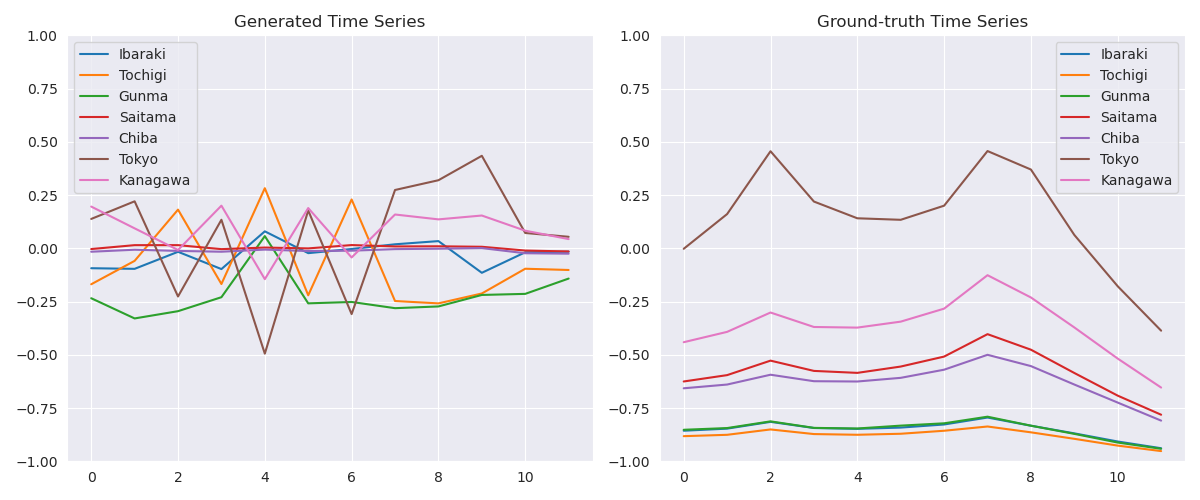 Generated Time Series
1.00
0.75
0.50
0.25
0.00
−0.25
−0.50
−0.75
−1.00
0 2 4 6 8 10
Ibaraki
Tochigi
Gunma
Saitama
Chiba
Tokyo
Kanagawa
Ground-truth Time Series
1.00
0.75
0.50
0.25
0.00
−0.25
−0.50
−0.75
−1.00
0 2 4 6 8 10
Ibaraki
Tochigi
Gunma
Saitama
Chiba
Tokyo
Kanagawa